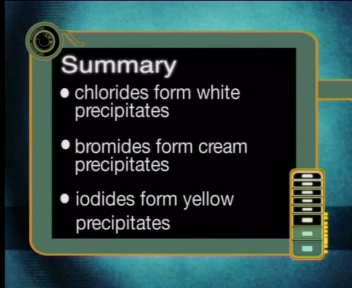 Summary
• chlorides form white
precipitates
• bromides form cream
precipitates
• iodides form yellow
precipitates